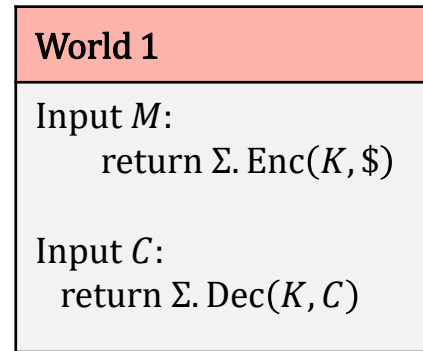 World 1
Input M:
return Σ. Enc(K, $)
Input C:
return Σ. Dec(K, C)